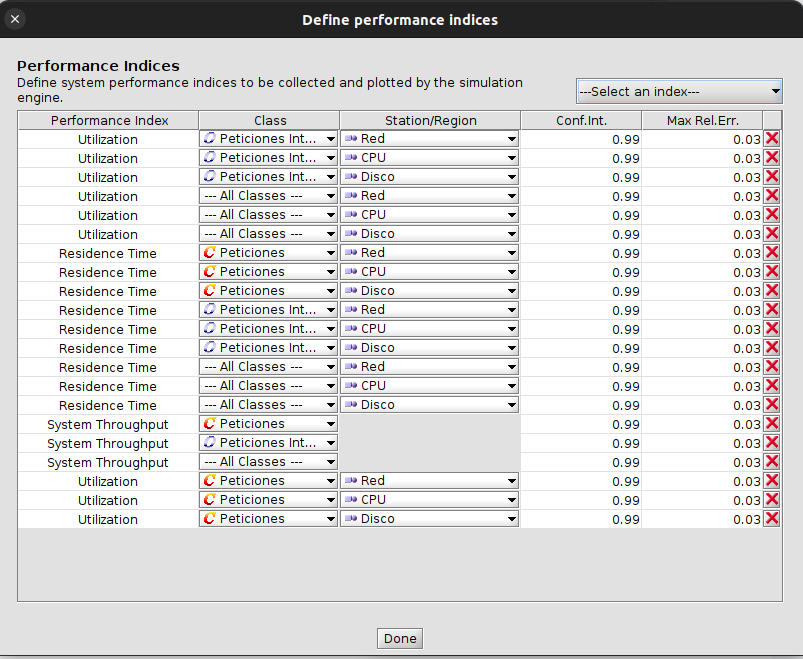 Define performance indices
Performance Indices
Define system performance indices to be collected and plotted by the simulation
engine.
---Select an index---
Performance Index Class Station/Region Conf.Int. Max Rel.Err.
Utilization Peticiones Int... Red 0.99 0.03
Utilization Peticiones Int... CPU 0.99 0.03
Utilization Peticiones Int... Disco 0.99 0.03
Utilization --- All Classes --- Red 0.99 0.03
Utilization --- All Classes --- CPU 0.99 0.03
Utilization --- All Classes --- Disco 0.99 0.03
Residence Time Peticiones Red 0.99 0.03
Residence Time Peticiones CPU 0.99 0.03
Residence Time Peticiones Disco 0.99 0.03
Residence Time Peticiones Int... Red 0.99 0.03
Residence Time Peticiones Int... CPU 0.99 0.03
Residence Time Peticiones Int... Disco 0.99 0.03
Residence Time --- All Classes --- Red 0.99 0.03
Residence Time --- All Classes --- CPU 0.99 0.03
Residence Time --- All Classes --- Disco 0.99 0.03
System Throughput Peticiones 0.99 0.03
System Throughput Peticiones Int... 0.99 0.03
System Throughput --- All Classes --- 0.99 0.03
Utilization Peticiones Red 0.99 0.03
Utilization Peticiones CPU 0.99 0.03
Utilization Peticiones Disco 0.99 0.03
Done